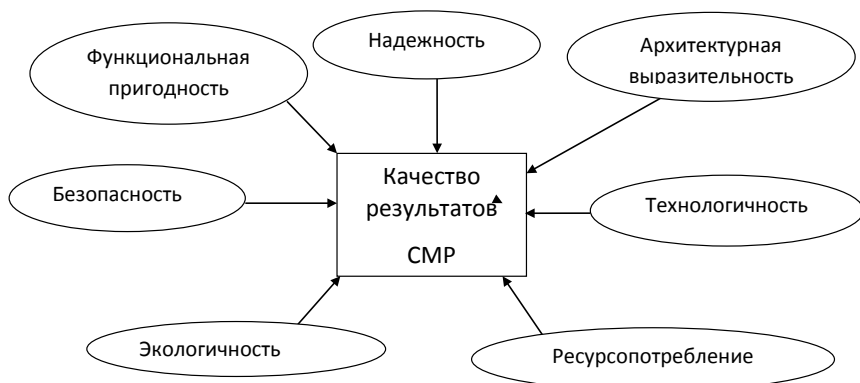 Надежность
Архитектурная
выразительность
Функциональная
пригодность
Качество
результатов
СМР
Безопасность
Технологичность
Экологичность
Ресурсопотребление